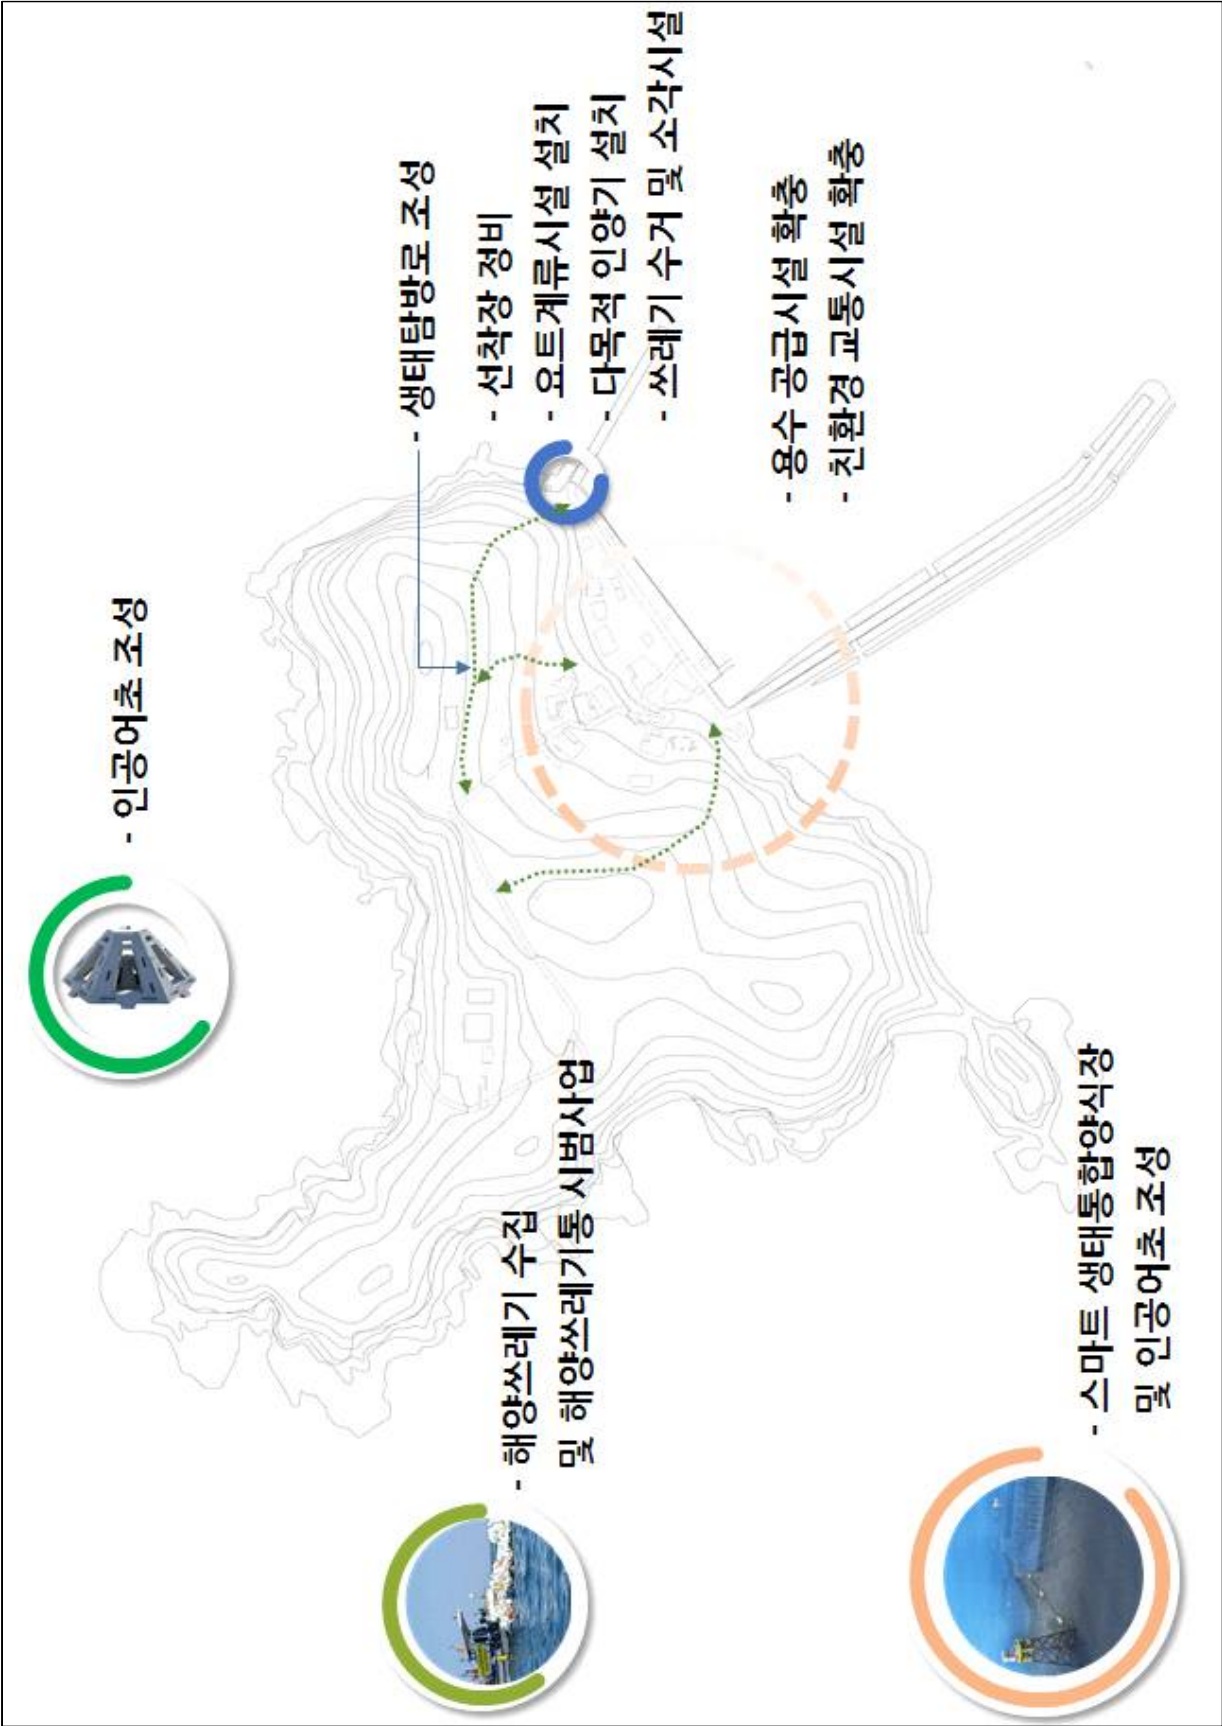 - 인공어초 조성
- 생태탐방로 조성
- 선착장 정비
- 요트계류시설 설치
- 다목적 인양기 설치
- 쓰레기 수거 및 소각시설
- 해양쓰레기 수집
및 해양쓰레기통 시범사업
- 용수 공급시설 확충
- 친환경 교통시설 확충
- 스마트 생태통합양식장
및 인공어초 조성